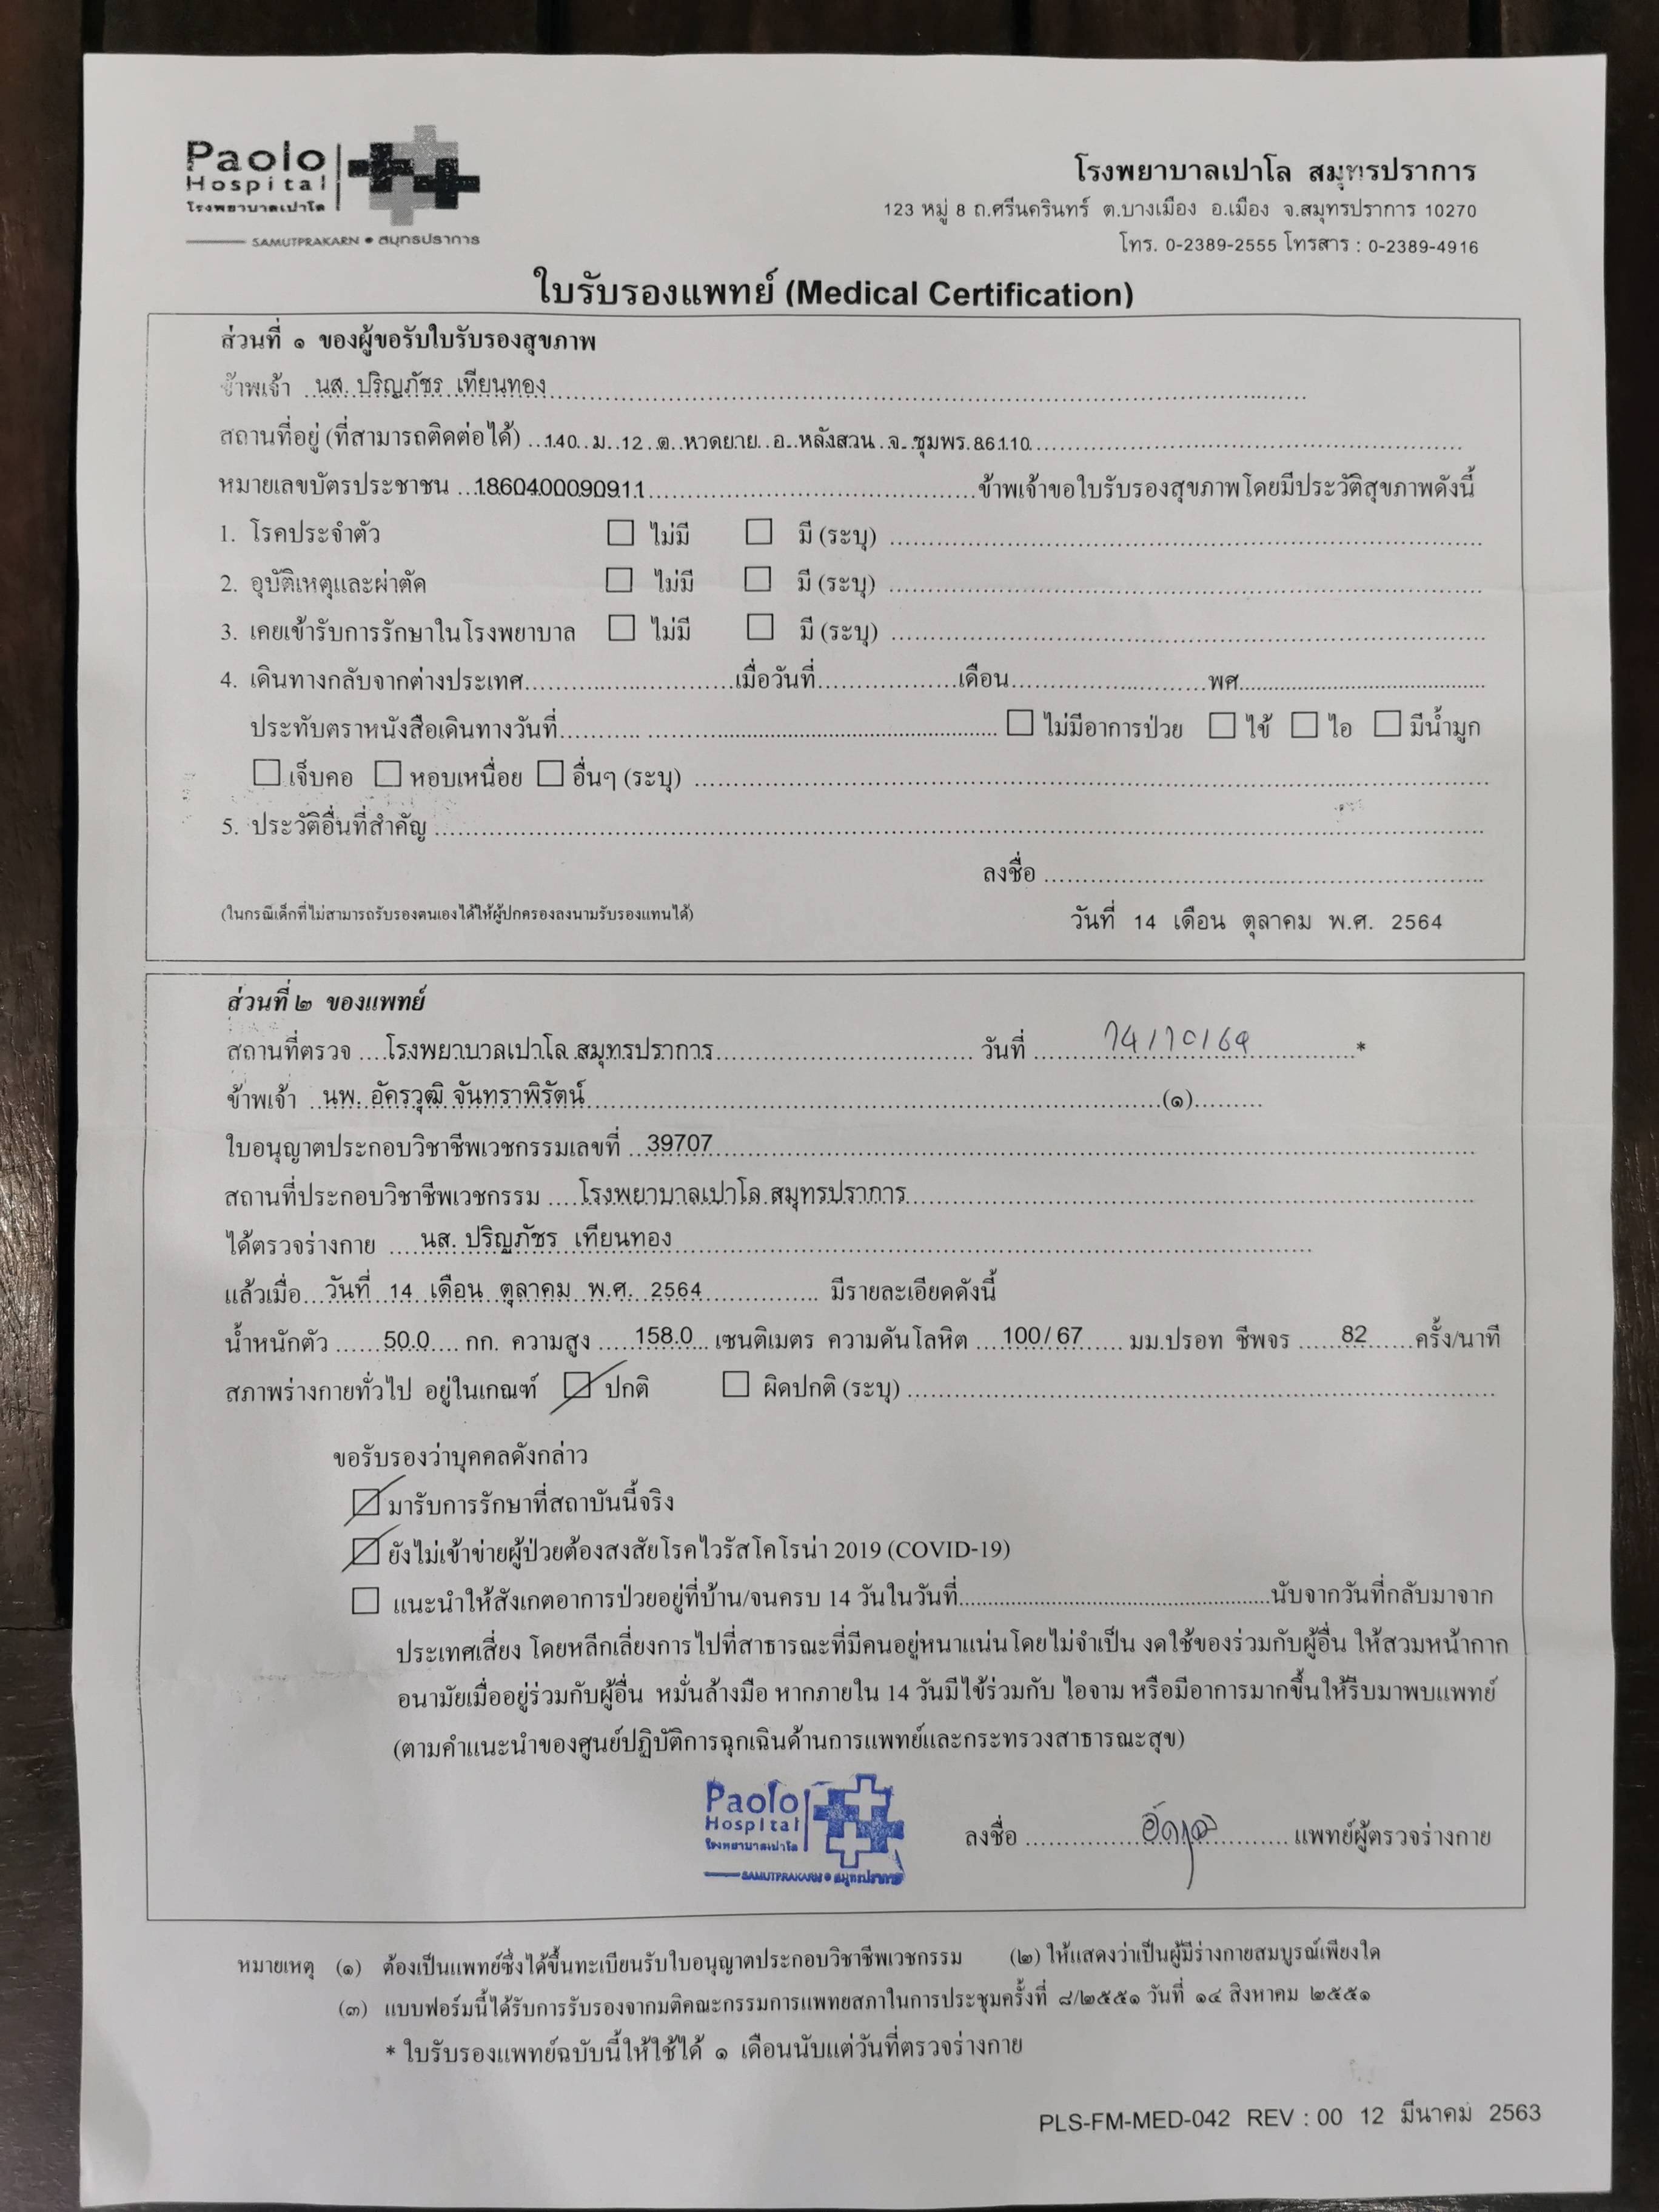 Paolo
Hospital
โรงพยาบาลเปาโล
SAMUTPRAKARN • สมุทรปราการ
โรงพยาบาลเปาโล สมุทรปราการ
123 หมู่ 8 ถ.ศรีนครินทร์ ต.บางเมือง อ.เมือง จ.สมุทรปราการ 10270
โทร. 0-2389-2555 โทรสาร : 0-2389-4916
ใบรับรองแพทย์ (Medical Certification)
ส่วนที่ ๑ ของผู้ขอรับใบรับรองสุขภาพ
ข้าพเจ้า นส. ปริญภัชร เทียนทอง
สถานที่อยู่ (ที่สามารถติดต่อได้) 140 ม 12 ต หาดยาย อ หลังสวน จ ชุมพร 86110
หมายเลขบัตรประชาชน 1860400090911 ข้าพเจ้าขอใบรับรองสุขภาพโดยมีประวัติสุขภาพดังนี้
1. โรคประจำตัว ไม่มี มี (ระบุ)
2. อุบัติเหตุและผ่าตัด ไม่มี มี (ระบุ)
3. เคยเข้ารับการรักษาในโรงพยาบาล ไม่มี มี (ระบุ)
4. เดินทางกลับจากต่างประเทศ เมื่อวันที่ เดือน พศ.
ประทับตราหนังสือเดินทางวันที่ ไม่มีอาการป่วย ไข้ ไอ มีน้ำมูก
เจ็บคอ หอบเหนื่อย อื่นๆ (ระบุ)
5. ประวัติอื่นที่สำคัญ
ลงชื่อ
(ในกรณีเด็กที่ไม่สามารถรับรองตนเองได้ให้ผู้ปกครองลงนามรับรองแทนได้)
วันที่ 14 เดือน ตุลาคม พ.ศ. 2564
ส่วนที่ ๒ ของแพทย์
สถานที่ตรวจ โรงพยาบาลเปาโล สมุทรปราการ วันที่ 14/10/64 *
ข้าพเจ้า นพ. อัครวุฒิ จันทราพิรัตน์ (๑)
ใบอนุญาตประกอบวิชาชีพเวชกรรมเลขที่ 39707
สถานที่ประกอบวิชาชีพเวชกรรม โรงพยาบาลเปาโล สมุทรปราการ
ได้ตรวจร่างกาย นส. ปริญภัชร เทียนทอง
แล้วเมื่อ วันที่ 14 เดือน ตุลาคม พ.ศ. 2564 มีรายละเอียดดังนี้
น้ำหนักตัว 50.0 กก. ความสูง 158.0 เซนติเมตร ความดันโลหิต 100/67 มม.ปรอท ชีพจร 82 ครั้ง/นาที
สภาพร่างกายทั่วไป อยู่ในเกณฑ์ ปกติ ผิดปกติ (ระบุ)
ขอรับรองว่าบุคคลดังกล่าว
มารับการรักษาที่สถาบันนี้จริง
ยังไม่เข้าข่ายผู้ป่วยต้องสงสัยโรคไวรัสโคโรน่า 2019 (COVID-19)
แนะนำให้สังเกตอาการป่วยอยู่ที่บ้าน/จนครบ 14 วันในวันที่ นับจากวันที่กลับมาจาก
ประเทศเสี่ยง โดยหลีกเลี่ยงการไปที่สาธารณะที่มีคนอยู่หนาแน่นโดยไม่จำเป็น งดใช้ของร่วมกับผู้อื่น ให้สวมหน้ากาก
อนามัยเมื่ออยู่ร่วมกับผู้อื่น หมั่นล้างมือ หากภายใน 14 วันมีไข้ร่วมกับ ไอจาม หรือมีอาการมากขึ้นให้รีบมาพบแพทย์
(ตามคำแนะนำของศูนย์ปฏิบัติการฉุกเฉินด้านการแพทย์และกระทรวงสาธารณะสุข)
Paolo
Hospital
โรงพยาบาลเปาโล
SAMUTPRAKARN • สมุทรปราการ
ลงชื่อ แพทย์ผู้ตรวจร่างกาย
หมายเหตุ (๑) ต้องเป็นแพทย์ซึ่งได้ขึ้นทะเบียนรับใบอนุญาตประกอบวิชาชีพเวชกรรม (๒) ให้แสดงว่าเป็นผู้มีร่างกายสมบูรณ์เพียงใด
(๓) แบบฟอร์มนี้ได้รับการรับรองจากมติคณะกรรมการแพทยสภาในการประชุมครั้งที่ ๘/๒๕๕๑ วันที่ ๑๔ สิงหาคม ๒๕๕๑
* ใบรับรองแพทย์ฉบับนี้ให้ใช้ได้ ๑ เดือนนับแต่วันที่ตรวจร่างกาย
PLS-FM-MED-042 REV : 00 12 มีนาคม 2563